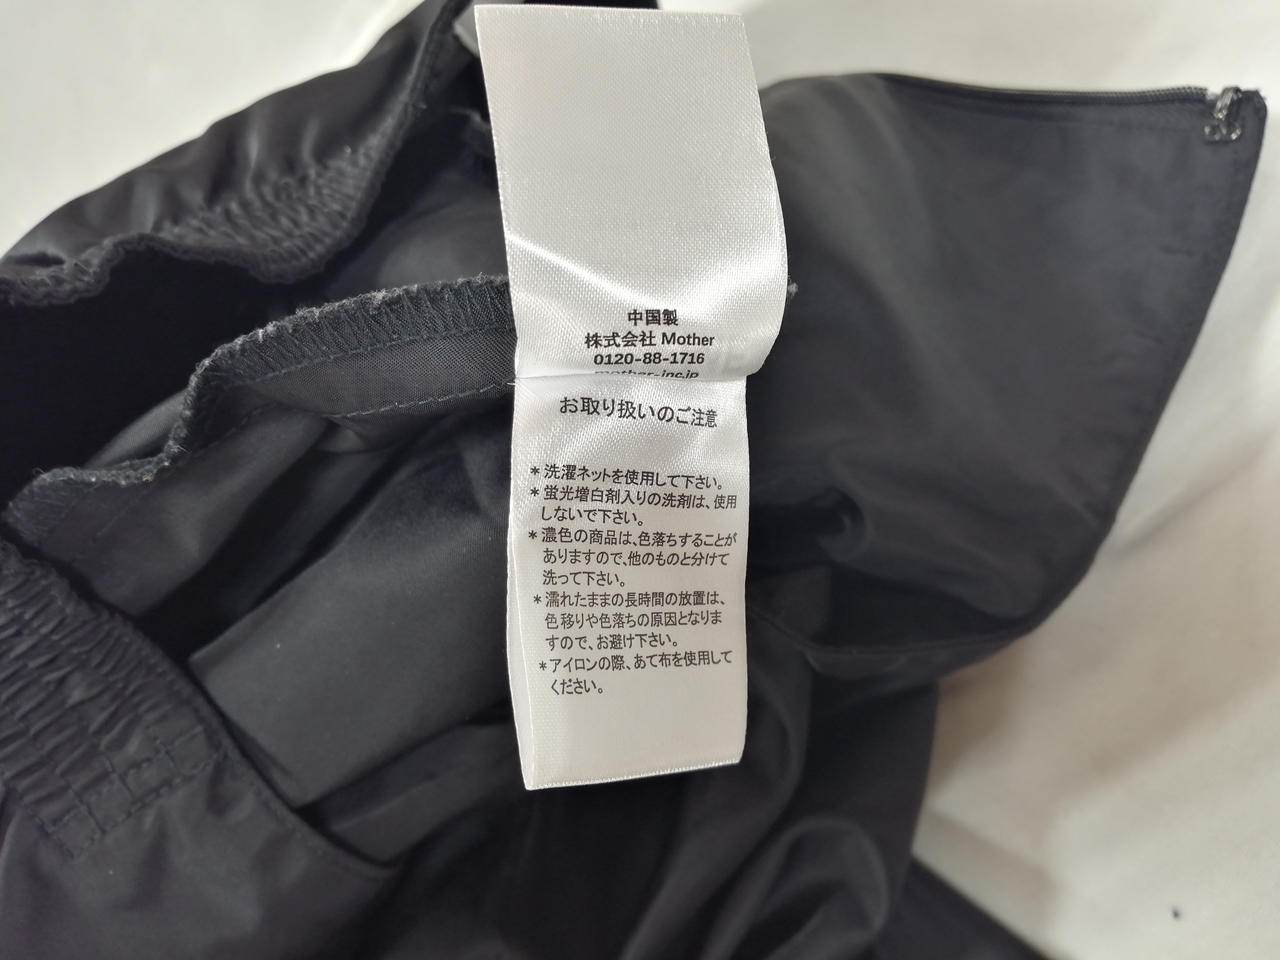 中国製
株式会社 Mother
0120-88-1716
mother-inc.jp
お取り扱いのご注意
*洗濯ネットを使用して下さい。
*蛍光増白剤入りの洗剤は、使用
しないで下さい。
*濃色の商品は、色落ちすることが
ありますので、他のものと分けて
洗って下さい。
*濡れたままの長時間の放置は、
色移りや色落ちの原因となりま
すので、お避け下さい。
*アイロンの際、あて布を使用して
ください。